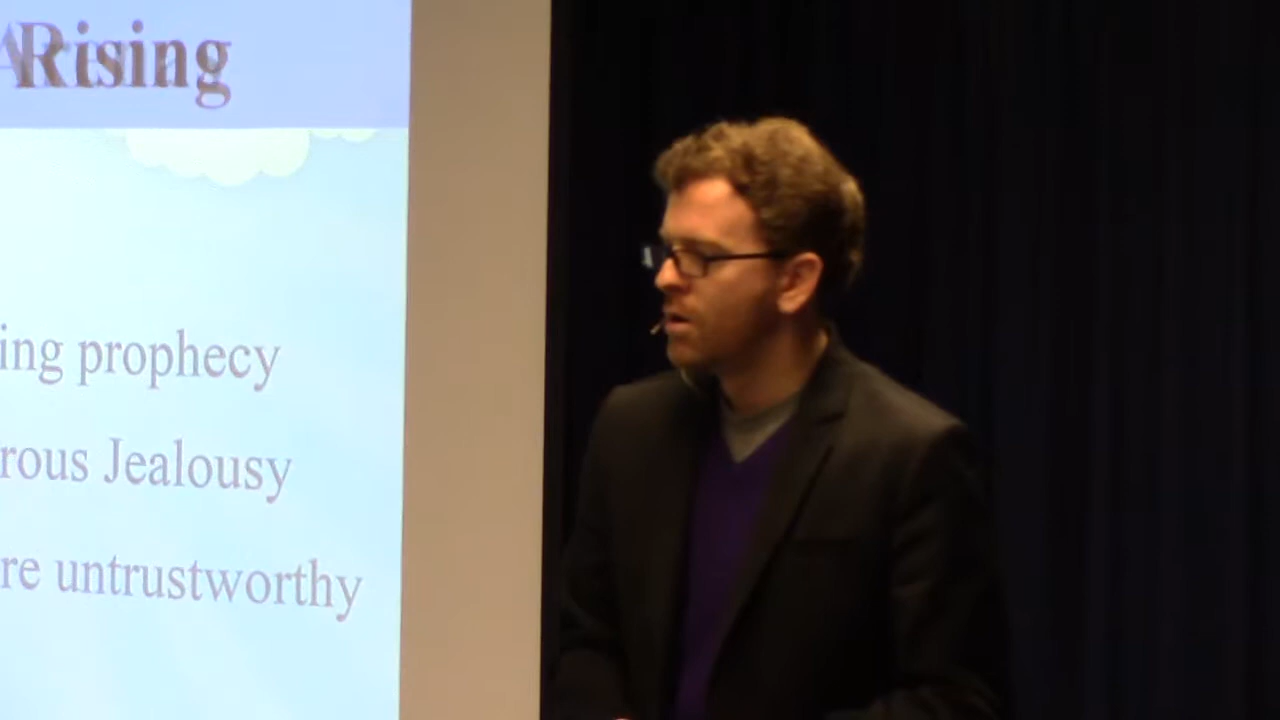 Rising
ing prophecy
rous Jealousy
re untrustworthy